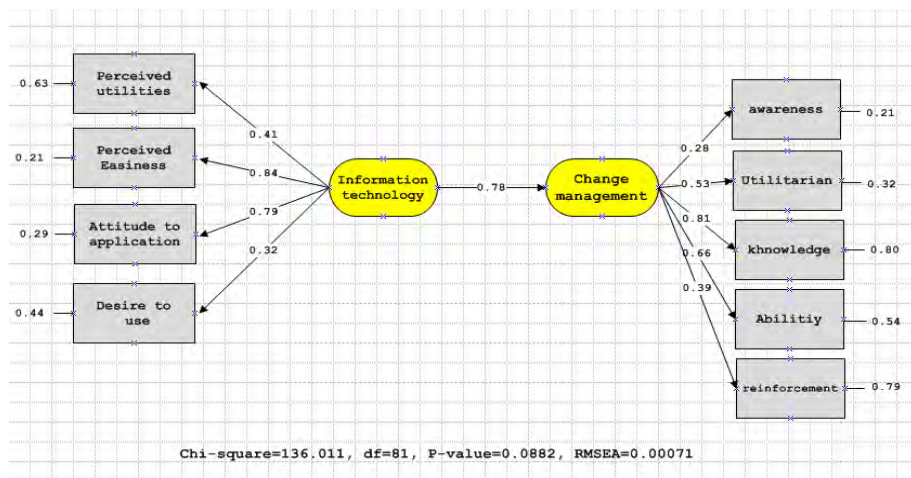 0.63
Perceived
utilities
0.21
Perceived
Easiness
0.29
Attitude to
application
0.44
Desire to
use
0.41
0.84
0.79
0.32
Information
technology
0.78
Change
management
0.28
0.53
0.81
0.66
0.39
awareness
0.21
Utilitarian
0.32
khnowledge
0.80
Abilitiy
0.54
reinforcement
0.79
Chi-square=136.011, df=81, P-value=0.0882, RMSEA=0.00071